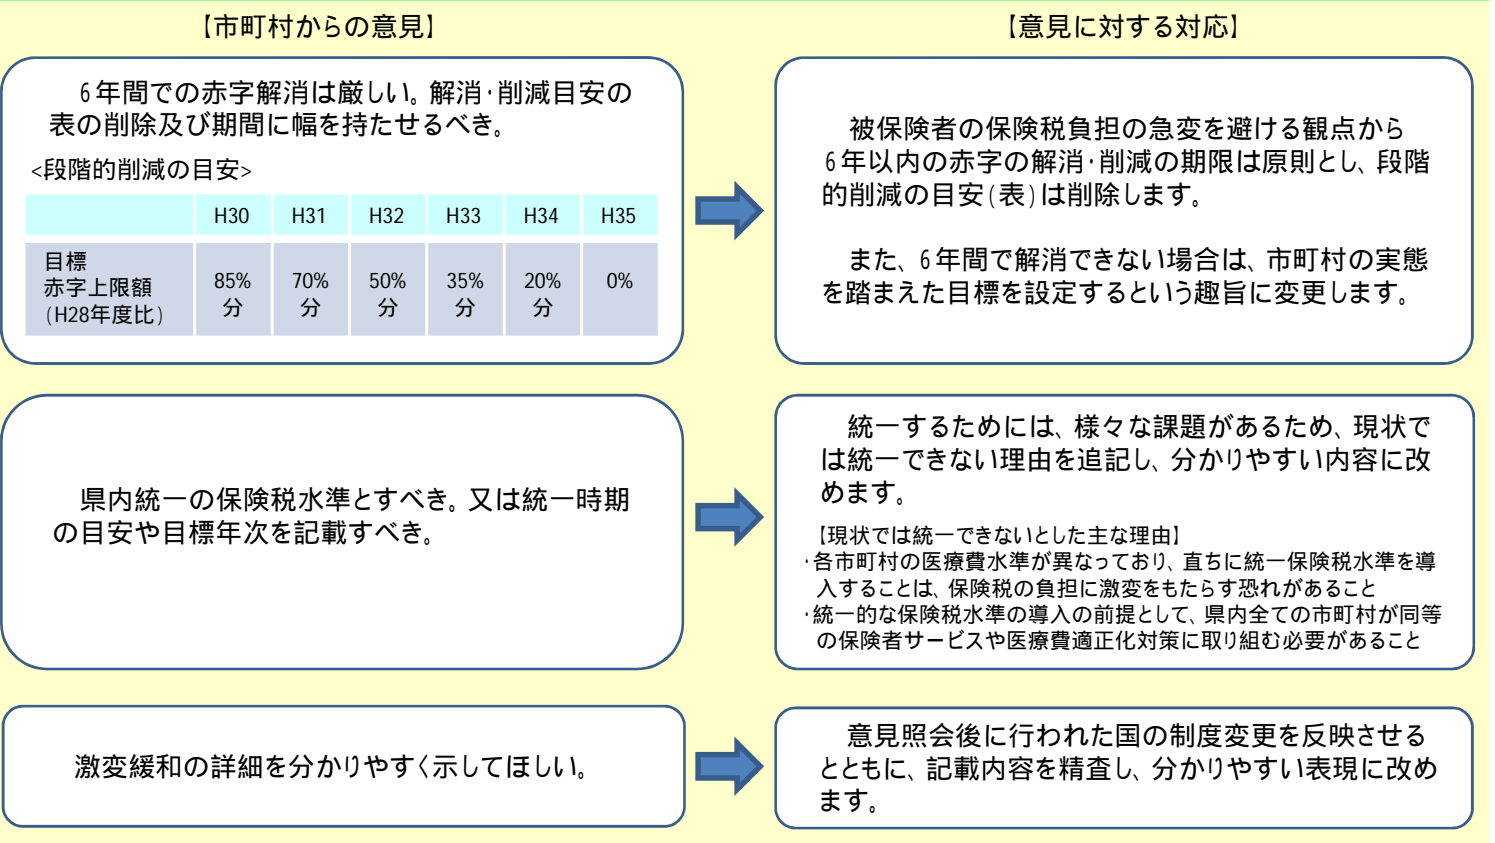 【市町村からの意見】
6年間での赤字解消は厳しい。解消・削減目安の
表の削除及び期間に幅を持たせるべき。
<段階的削減の目安>
H30 H31 H32 H33 H34 H35
目標
赤字上限額
(H28年度比)
85%分 70%分 50%分 35%分 20%分 0%
【意見に対する対応】
被保険者の保険税負担の急変を避ける観点から
6年以内の赤字の解消・削減の期限は原則とし、段階
的削減の目安(表)は削除します。
また、6年間で解消できない場合は、市町村の実態
を踏まえた目標を設定するという趣旨に変更します。
県内統一の保険税水準とすべき。又は統一時期
の目安や目標年次を記載すべき。
統一するためには、様々な課題があるため、現状で
は統一できない理由を追記し、分かりやすい内容に改
めます。
【現状では統一できないとした主な理由】
・各市町村の医療費水準が異なっており、直ちに統一保険税水準を導
入することは、保険税の負担に激変をもたらす恐れがあること
・統一的な保険税水準の導入の前提として、県内全ての市町村が同等
の保険者サービスや医療費適正化対策に取り組む必要があること
激変緩和の詳細を分かりやすく示してほしい。
意見照会後に行われた国の制度変更を反映させる
とともに、記載内容を精査し、分かりやすい表現に改め
ます。